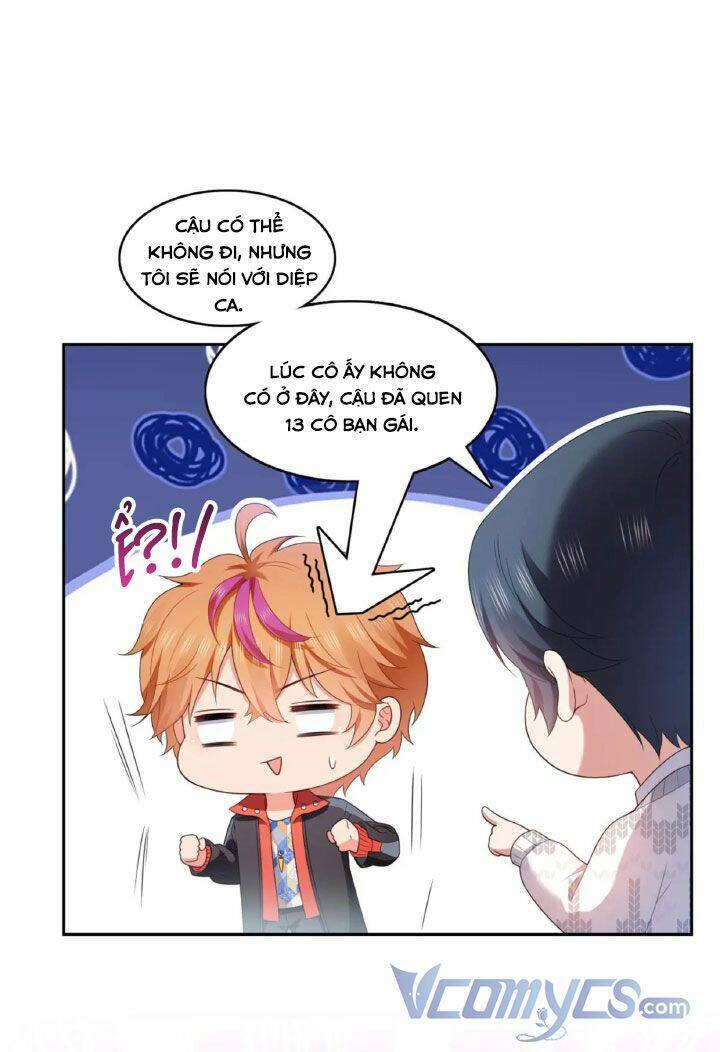 CẬU CÓ THỂ
KHÔNG ĐI, NHƯNG
TÔI SẼ NÓI VỚI DIỆP
CA.
LÚC CÔ ẤY KHÔNG
CÓ Ở ĐÂY, CẬU ĐÃ QUEN
13 CÔ BẠN GÁI.
Ể?!!
VCOMYCS.com